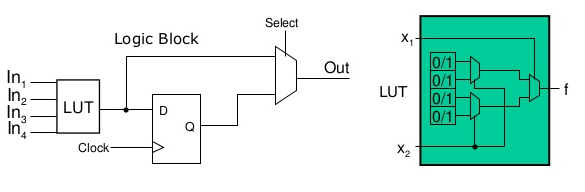 Select
Logic Block
In1
In2
In3
In4
LUT
D
Q
Clock
Out
x1
0/1
0/1
0/1
0/1
LUT
x2
f